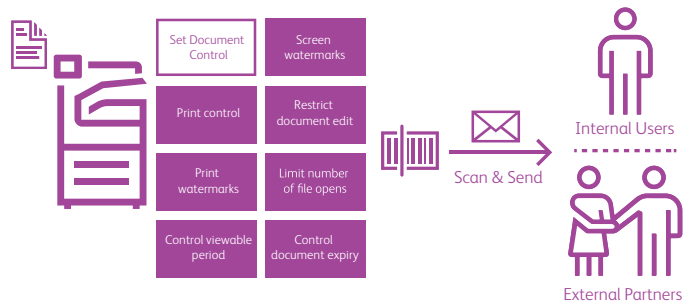 Set Document
Control
Screen
watermarks
Print control
Restrict
document edit
Print
watermarks
Limit number
of file opens
Control viewable
period
Control
document expiry
Scan & Send
Internal Users
External Partners